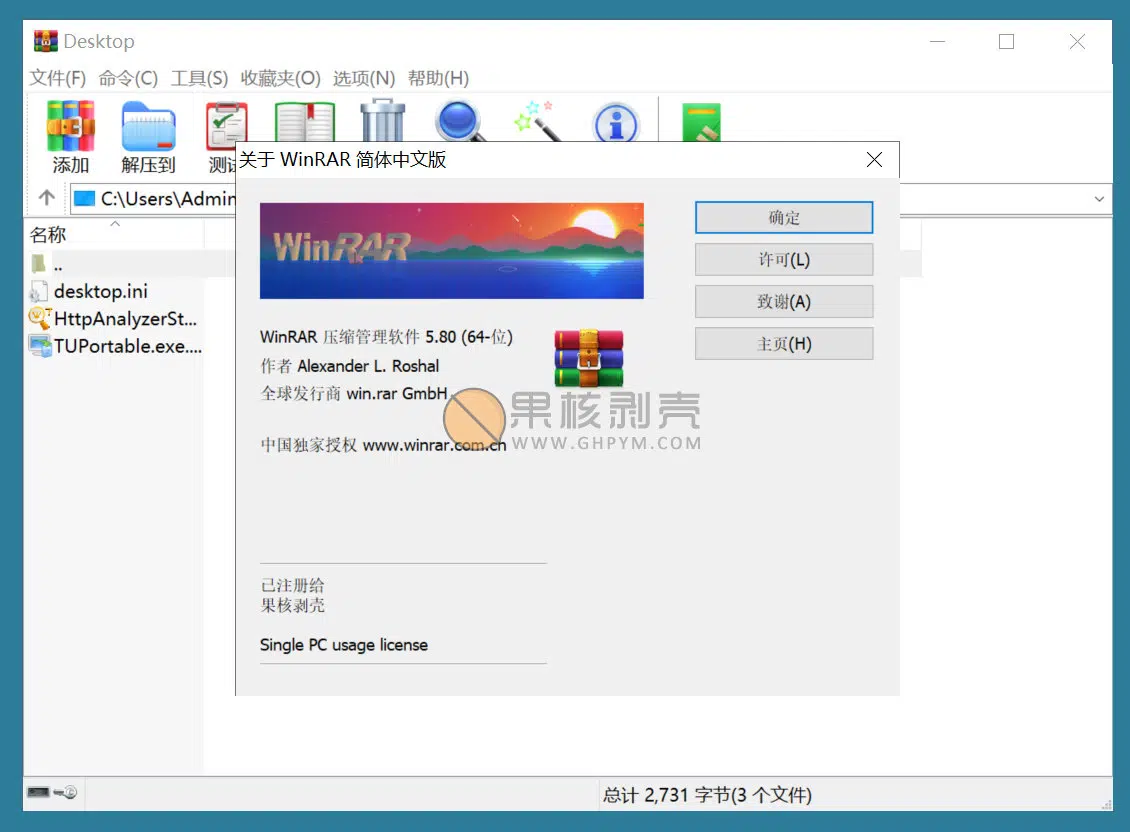 Desktop
文件(F) 命令(C) 工具(S) 收藏夹(O) 选项(N) 帮助(H)
添加 解压到 测试
C:\Users\Admin
名称
..
desktop.ini
HttpAnalyzerSt...
TUPortable.exe....
关于 WinRAR 简体中文版
WinRAR
确定
许可(L)
致谢(A)
主页(H)
WinRAR 压缩管理软件 5.80 (64-位)
作者 Alexander L. Roshal
全球发行商 win.rar GmbH
果核剥壳
WWW.GHPYM.COM
中国独家授权 www.winrar.com.cn
已注册给
果核剥壳
Single PC usage license
总计 2,731 字节(3 个文件)